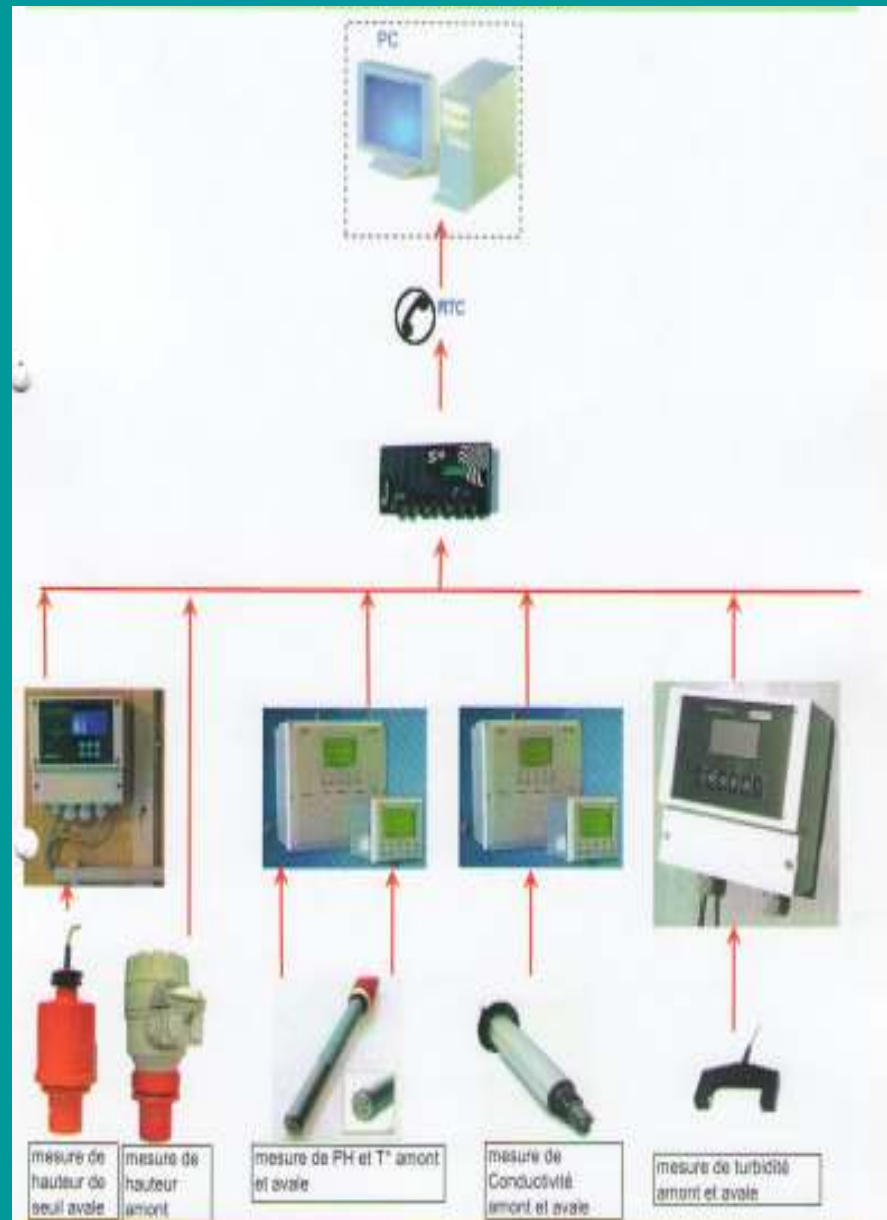 PC
RTC
mesure de
hauteur de
seuil avale
mesure de
hauteur
amont
mesure de PH et T° amont
et avale
mesure de
Conductivité
amont et avale
mesure de turbidité
amont et avale